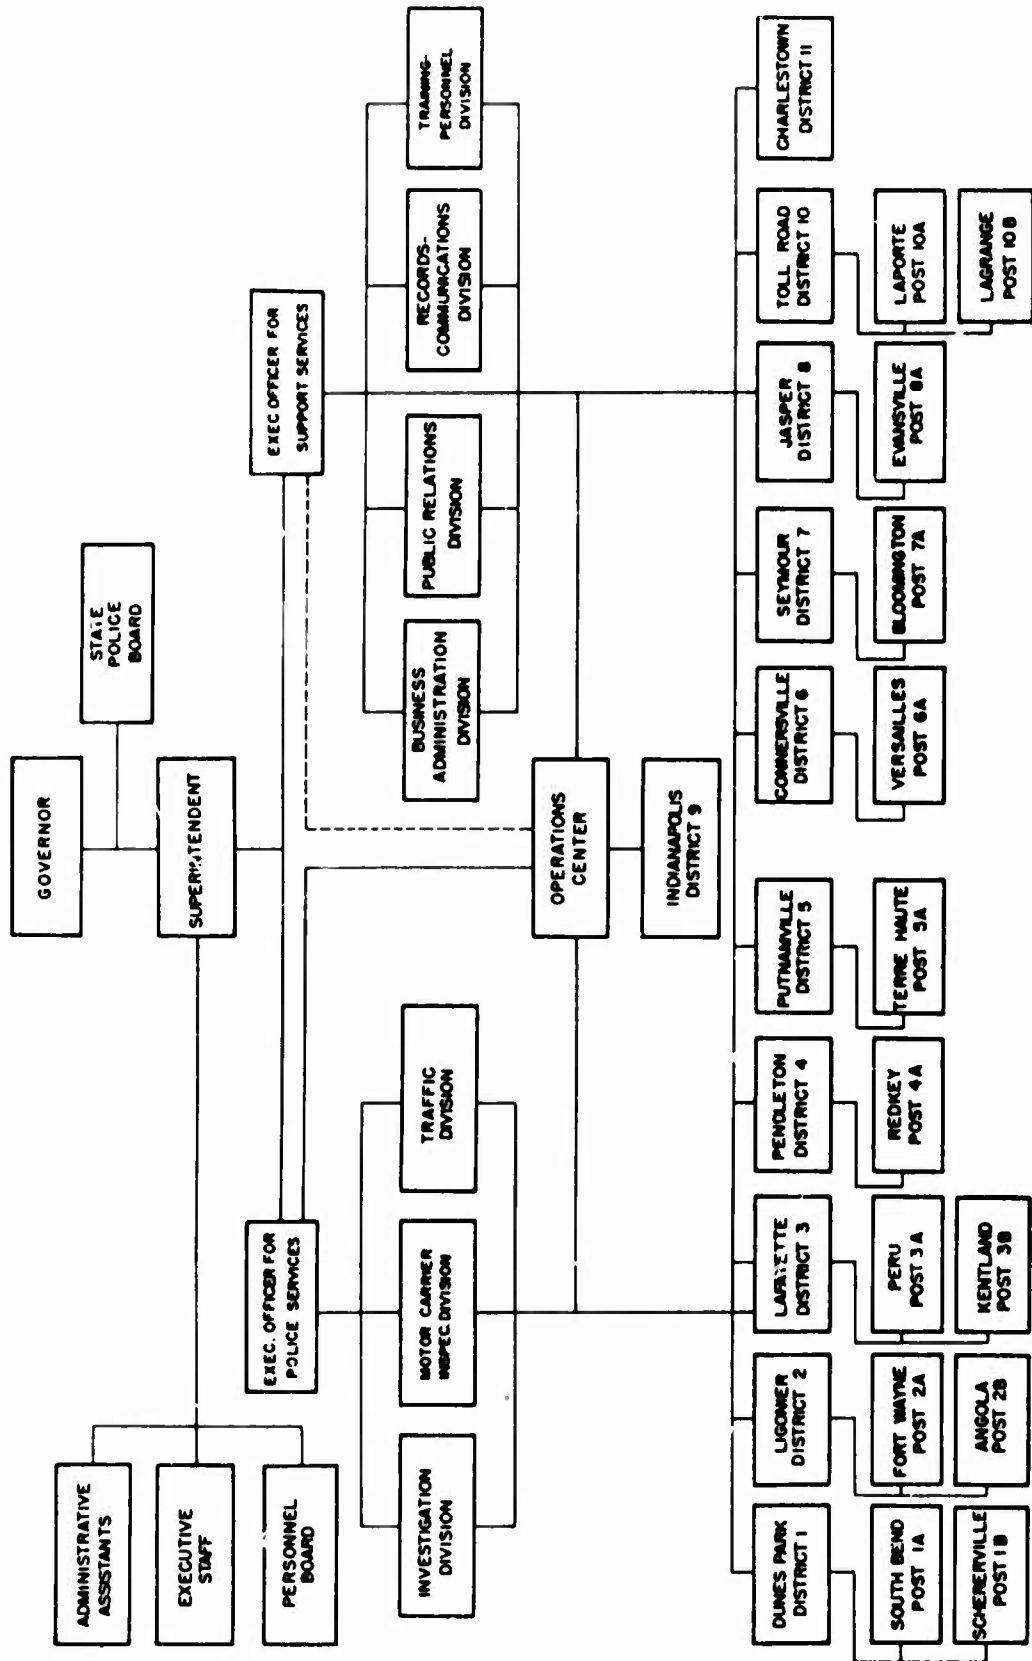 GOVERNOR
STATE
POLICE
BOARD
SUPERINTENDENT
ADMINISTRATIVE
ASSISTANTS
EXECUTIVE
STAFF
PERSONNEL
BOARD
EXEC. OFFICER FOR
POLICE SERVICES
EXEC OFFICER FOR
SUPPORT SERVICES
INVESTIGATION
DIVISION
MOTOR CARRIER
INSPEC. DIVISION
TRAFFIC
DIVISION
BUSINESS
ADMINISTRATION
DIVISION
PUBLIC RELATIONS
DIVISION
RECORDS-
COMMUNICATIONS
DIVISION
TRAINING-
PERSONNEL
DIVISION
OPERATIONS
CENTER
INDIANAPOLIS
DISTRICT 9
DUNES PARK
DISTRICT 1
LIGONIER
DISTRICT 2
LAFAYETTE
DISTRICT 3
PENDLETON
DISTRICT 4
PUTNAMVILLE
DISTRICT 5
CONNERSVILLE
DISTRICT 6
SEYMOUR
DISTRICT 7
JASPER
DISTRICT 8
TOLL ROAD
DISTRICT 10
CHARLESTOWN
DISTRICT 11
SOUTH BEND
POST 1A
FORT WAYNE
POST 2A
PERU
POST 3A
REDKEY
POST 4A
TERRE HAUTE
POST 5A
VERSAILLES
POST 6A
BLOOMINGTON
POST 7A
EVANSVILLE
POST 8A
LAPORTE
POST 10A
SCHERERVILLE
POST 1B
ANGOLA
POST 2B
KENTLAND
POST 3B
LAGRANGE
POST 10B